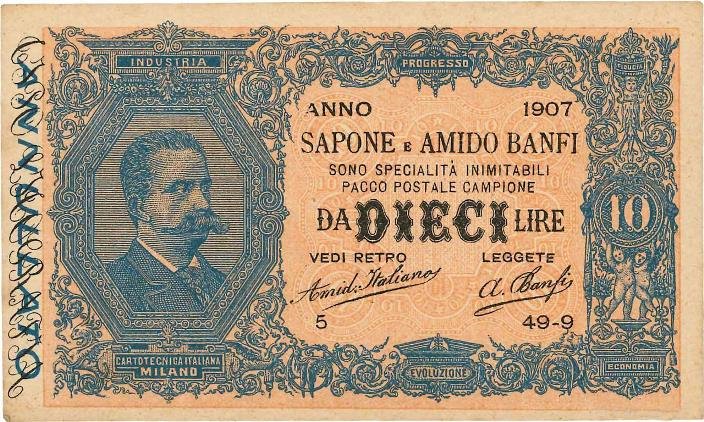 INDUSTRIA
PROGRESSO
ANNULLATO
ANNO 1907
SAPONE E AMIDO BANFI
SONO SPECIALITÀ INIMITABILI
PACCO POSTALE CAMPIONE
DA DIECI LIRE
10
VEDI RETRO LEGGETE
Amid. Italiano A. Banfi
5 49-9
CARTOTECNICA ITALIANA
MILANO
EVOLUZIONE
ECONOMIA